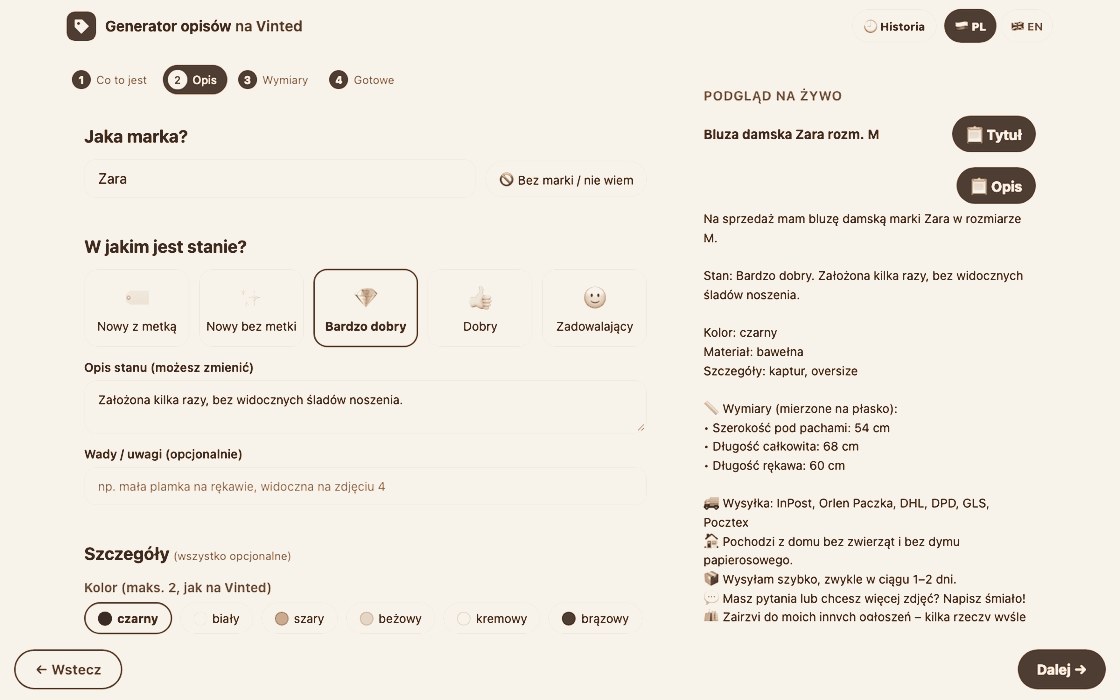 Generator opisów na Vinted
Historia
PL
EN
1 Co to jest
2 Opis
3 Wymiary
4 Gotowe
Jaka marka?
Zara
Bez marki / nie wiem
W jakim jest stanie?
Nowy z metką
Nowy bez metki
Bardzo dobry
Dobry
Zadowalający
Opis stanu (możesz zmienić)
Założona kilka razy, bez widocznych śladów noszenia.
Wady / uwagi (opcjonalnie)
np. mała plamka na rękawie, widoczna na zdjęciu 4
Szczegóły (wszystko opcjonalne)
Kolor (maks. 2, jak na Vinted)
czarny
biały
szary
beżowy
kremowy
brązowy
PODGLĄD NA ŻYWO
Bluza damska Zara rozm. M
Tytuł
Opis
Na sprzedaż mam bluzę damską marki Zara w rozmiarze
M.
Stan: Bardzo dobry. Założona kilka razy, bez widocznych
śladów noszenia.
Kolor: czarny
Materiał: bawełna
Szczegóły: kaptur, oversize
📏 Wymiary (mierzone na płasko):
• Szerokość pod pachami: 54 cm
• Długość całkowita: 68 cm
• Długość rękawa: 60 cm
🚚 Wysyłka: InPost, Orlen Paczka, DHL, DPD, GLS,
Pocztex
🏠 Pochodzi z domu bez zwierząt i bez dymu
papierosowego.
📦 Wysyłam szybko, zwykle w ciągu 1–2 dni.
💬 Masz pytania lub chcesz więcej zdjęć? Napisz śmiało!
🛍 Zajrzyj do moich innych ogłoszeń – kilka rzeczy wyśle
← Wstecz
Dalej →